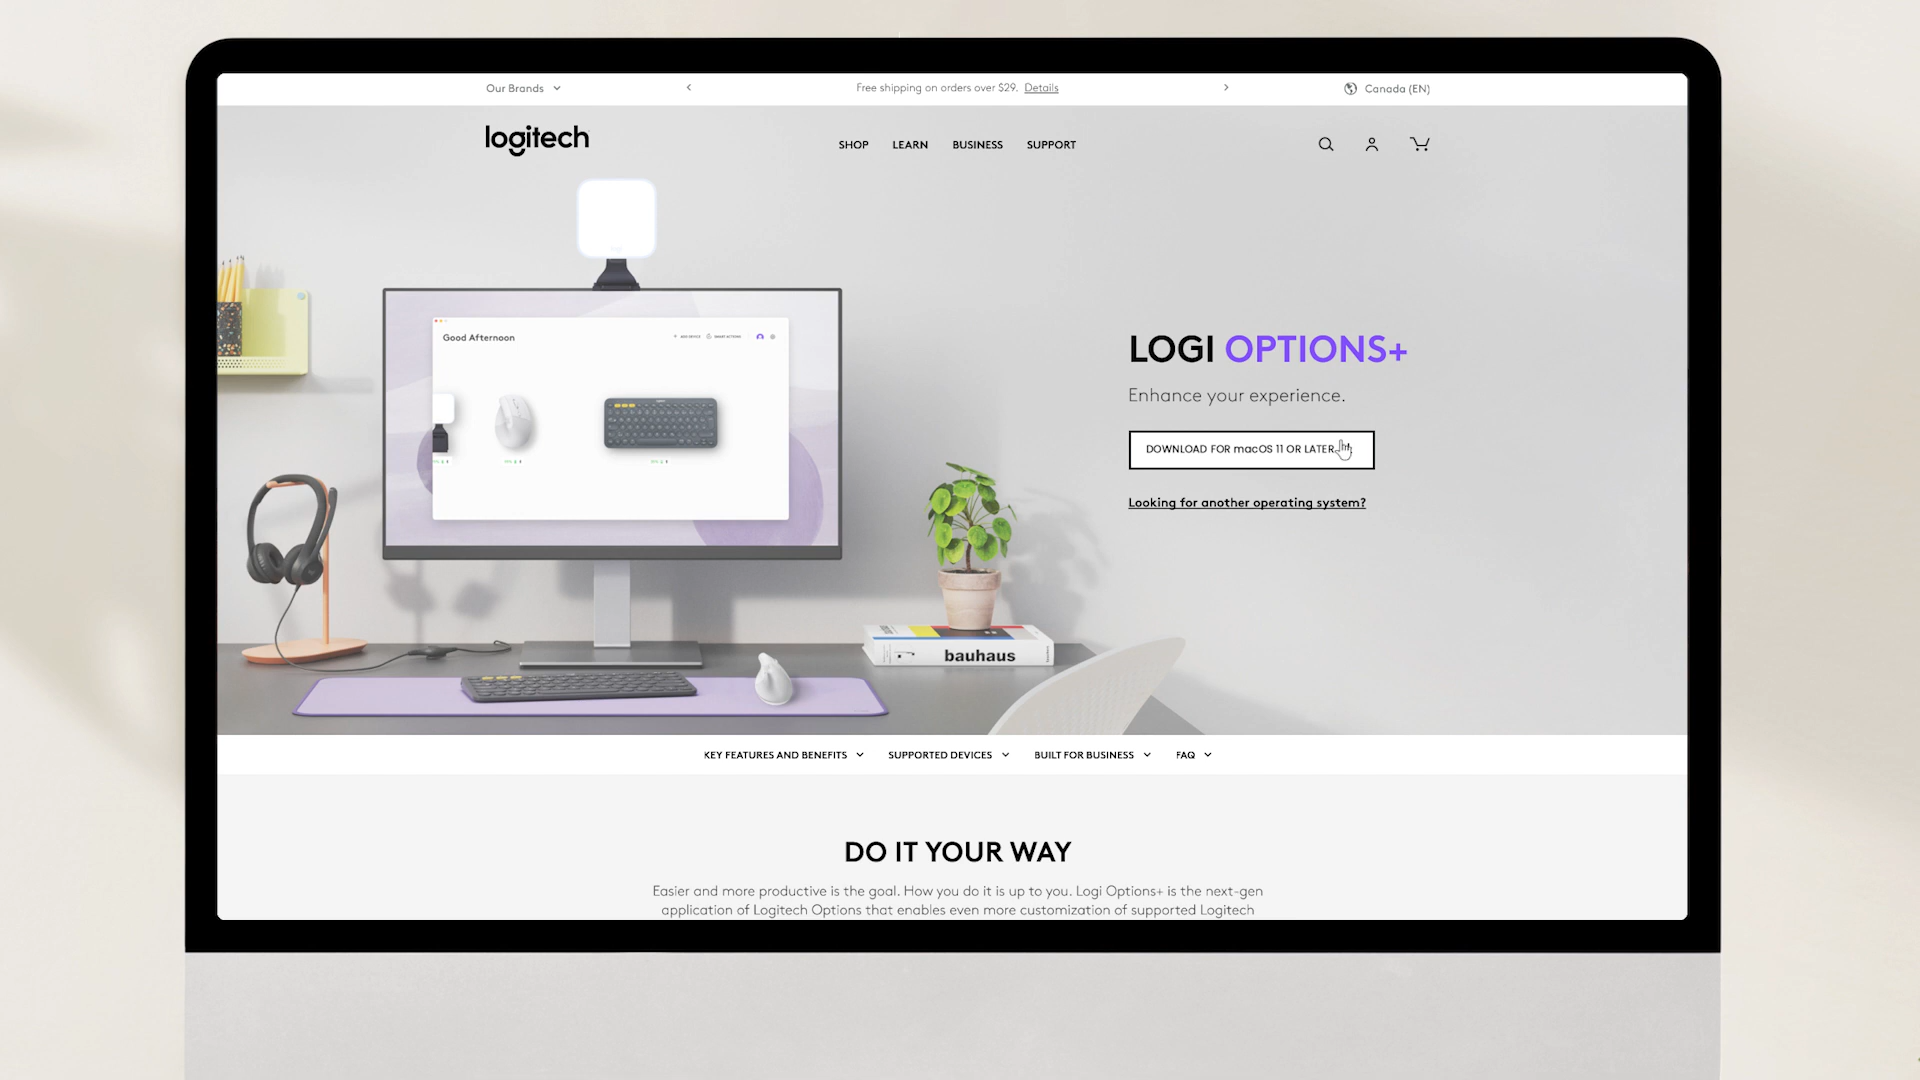 Our Brands
Free shipping on orders over $29. Details
Canada (EN)
logitech
SHOP LEARN BUSINESS SUPPORT
Good Afternoon
ADD DEVICE SMART ACTIONS
LOGI OPTIONS+
Enhance your experience.
DOWNLOAD FOR macOS 11 OR LATER
Looking for another operating system?
bauhaus
KEY FEATURES AND BENEFITS SUPPORTED DEVICES BUILT FOR BUSINESS FAQ
DO IT YOUR WAY
Easier and more productive is the goal. How you do it is up to you. Logi Options+ is the next-gen
application of Logitech Options that enables even more customization of supported Logitech